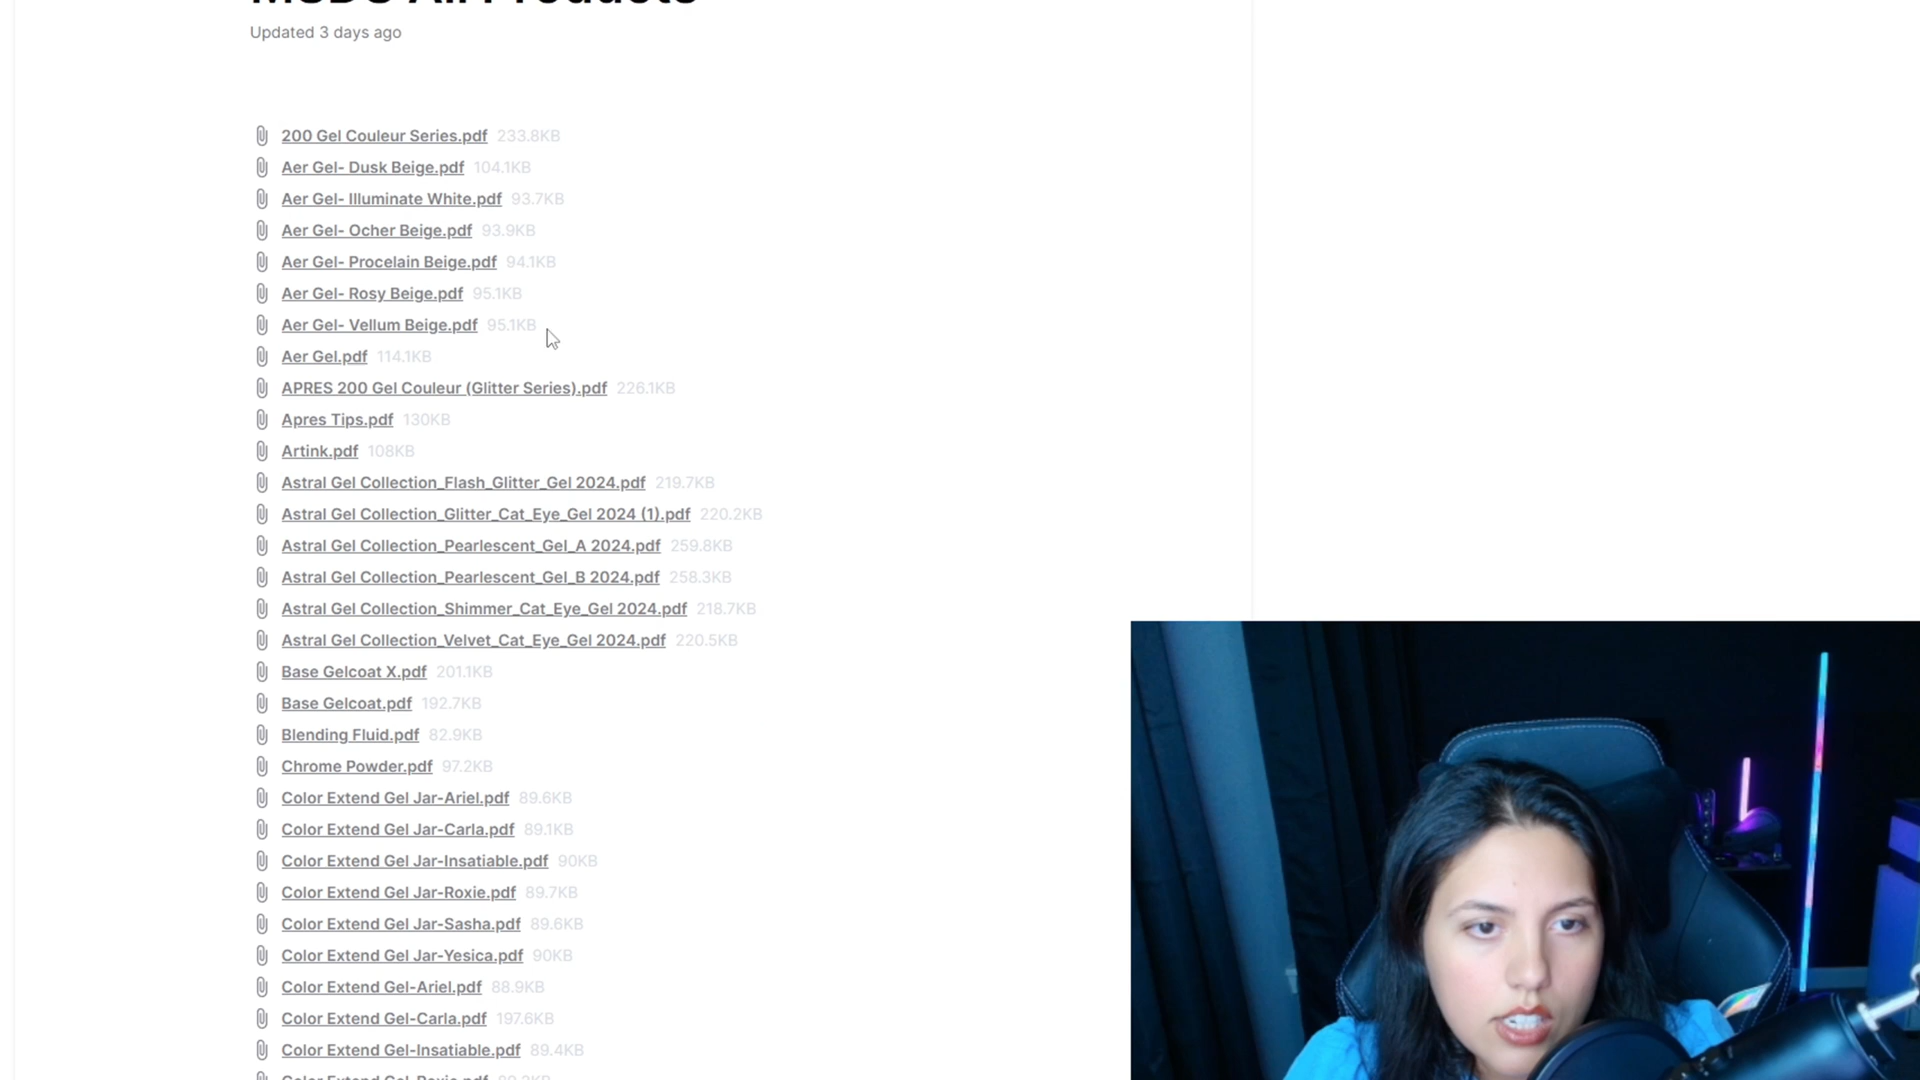 MSDS All Products
Updated 3 days ago
200 Gel Couleur Series.pdf 233.8KB
Aer Gel- Dusk Beige.pdf 104.1KB
Aer Gel- Illuminate White.pdf 93.7KB
Aer Gel- Ocher Beige.pdf 93.9KB
Aer Gel- Procelain Beige.pdf 94.1KB
Aer Gel- Rosy Beige.pdf 95.1KB
Aer Gel- Vellum Beige.pdf 95.1KB
Aer Gel.pdf 114.1KB
APRES 200 Gel Couleur (Glitter Series).pdf 226.1KB
Apres Tips.pdf 130KB
Artink.pdf 108KB
Astral Gel Collection_Flash_Glitter_Gel 2024.pdf 219.7KB
Astral Gel Collection_Glitter_Cat_Eye_Gel 2024 (1).pdf 220.2KB
Astral Gel Collection_Pearlescent_Gel_A 2024.pdf 259.8KB
Astral Gel Collection_Pearlescent_Gel_B 2024.pdf 258.3KB
Astral Gel Collection_Shimmer_Cat_Eye_Gel 2024.pdf 218.7KB
Astral Gel Collection_Velvet_Cat_Eye_Gel 2024.pdf 220.5KB
Base Gelcoat X.pdf 201.1KB
Base Gelcoat.pdf 192.7KB
Blending Fluid.pdf 82.9KB
Chrome Powder.pdf 97.2KB
Color Extend Gel Jar-Ariel.pdf 89.6KB
Color Extend Gel Jar-Carla.pdf 89.1KB
Color Extend Gel Jar-Insatiable.pdf 90KB
Color Extend Gel Jar-Roxie.pdf 89.7KB
Color Extend Gel Jar-Sasha.pdf 89.6KB
Color Extend Gel Jar-Yesica.pdf 90KB
Color Extend Gel-Ariel.pdf 88.9KB
Color Extend Gel-Carla.pdf 197.6KB
Color Extend Gel-Insatiable.pdf 89.4KB
Color Extend Gel-Roxie.pdf